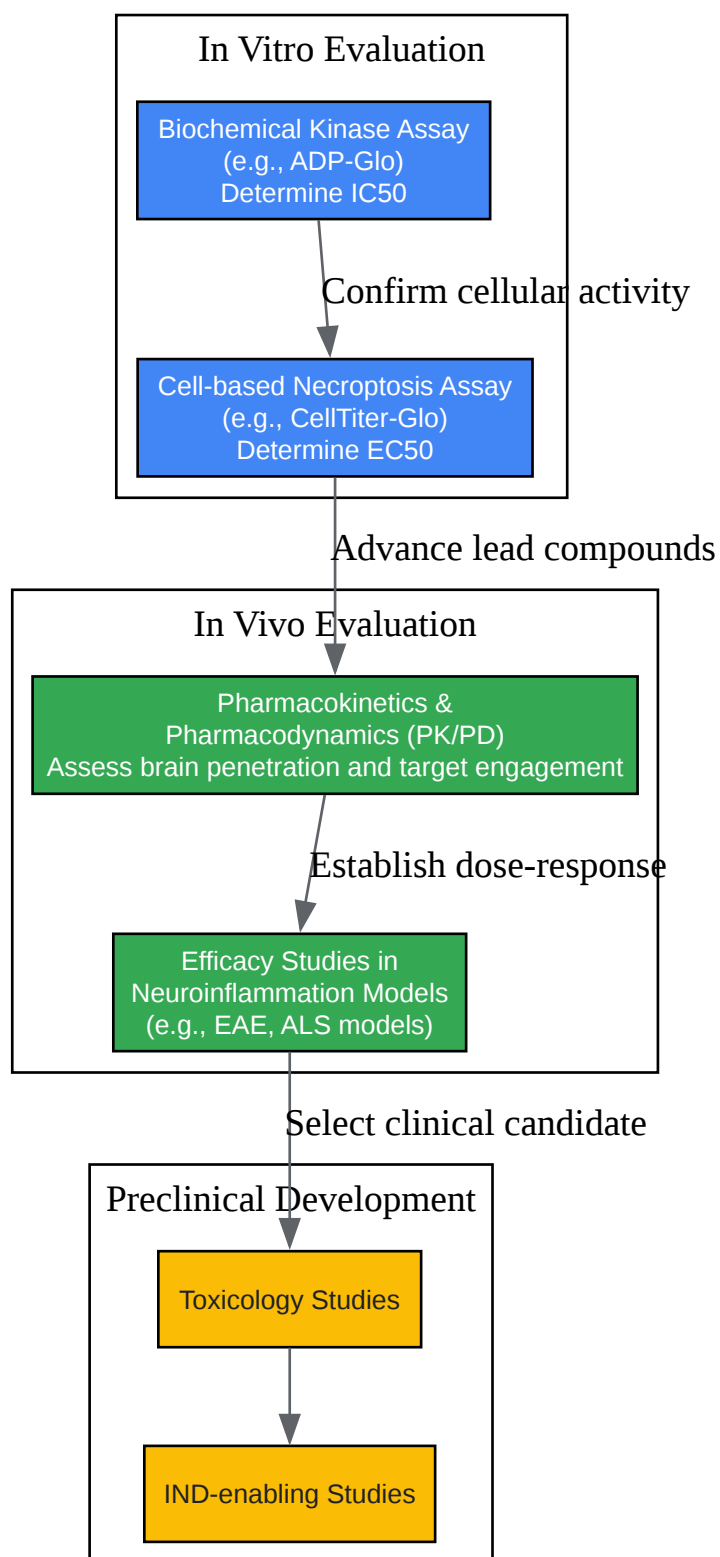 In Vitro Evaluation
Biochemical Kinase Assay
(e.g., ADP-Glo)
Determine IC50
Confirm cellular activity
Cell-based Necroptosis Assay
(e.g., CellTiter-Glo)
Determine EC50
Advance lead compounds
In Vivo Evaluation
Pharmacokinetics &
Pharmacodynamics (PK/PD)
Assess brain penetration and target engagement
Establish dose-response
Efficacy Studies in
Neuroinflammation Models
(e.g., EAE, ALS models)
Select clinical candidate
Preclinical Development
Toxicology Studies
IND-enabling Studies